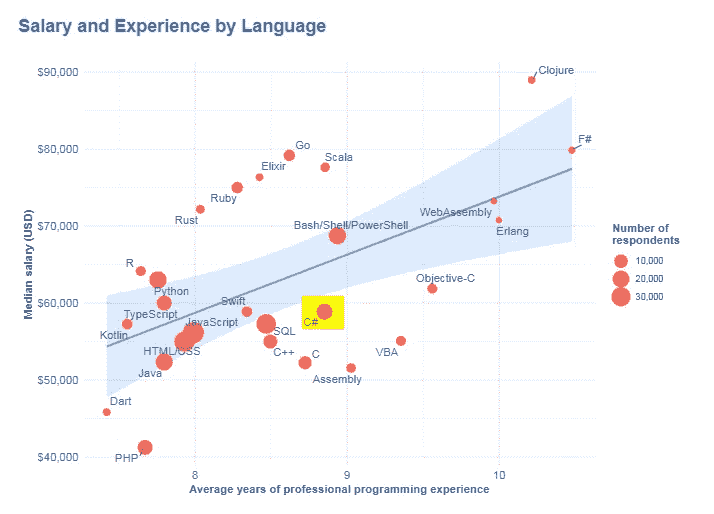 Salary and Experience by Language
$90,000
Clojure
$80,000
F#
Go
Scala
Elixir
Ruby
$70,000
WebAssembly
Rust
Bash/Shell/PowerShell
Erlang
Median salary (USD)
Number of
respondents
10,000
20,000
30,000
R
Python
Objective-C
$60,000
Swift
TypeScript
JavaScript
C#
Kotlin
SQL
HTML/CSS
C++
C
VBA
Java
Assembly
$50,000
Dart
$40,000
PHP
8
9
10
Average years of professional programming experience